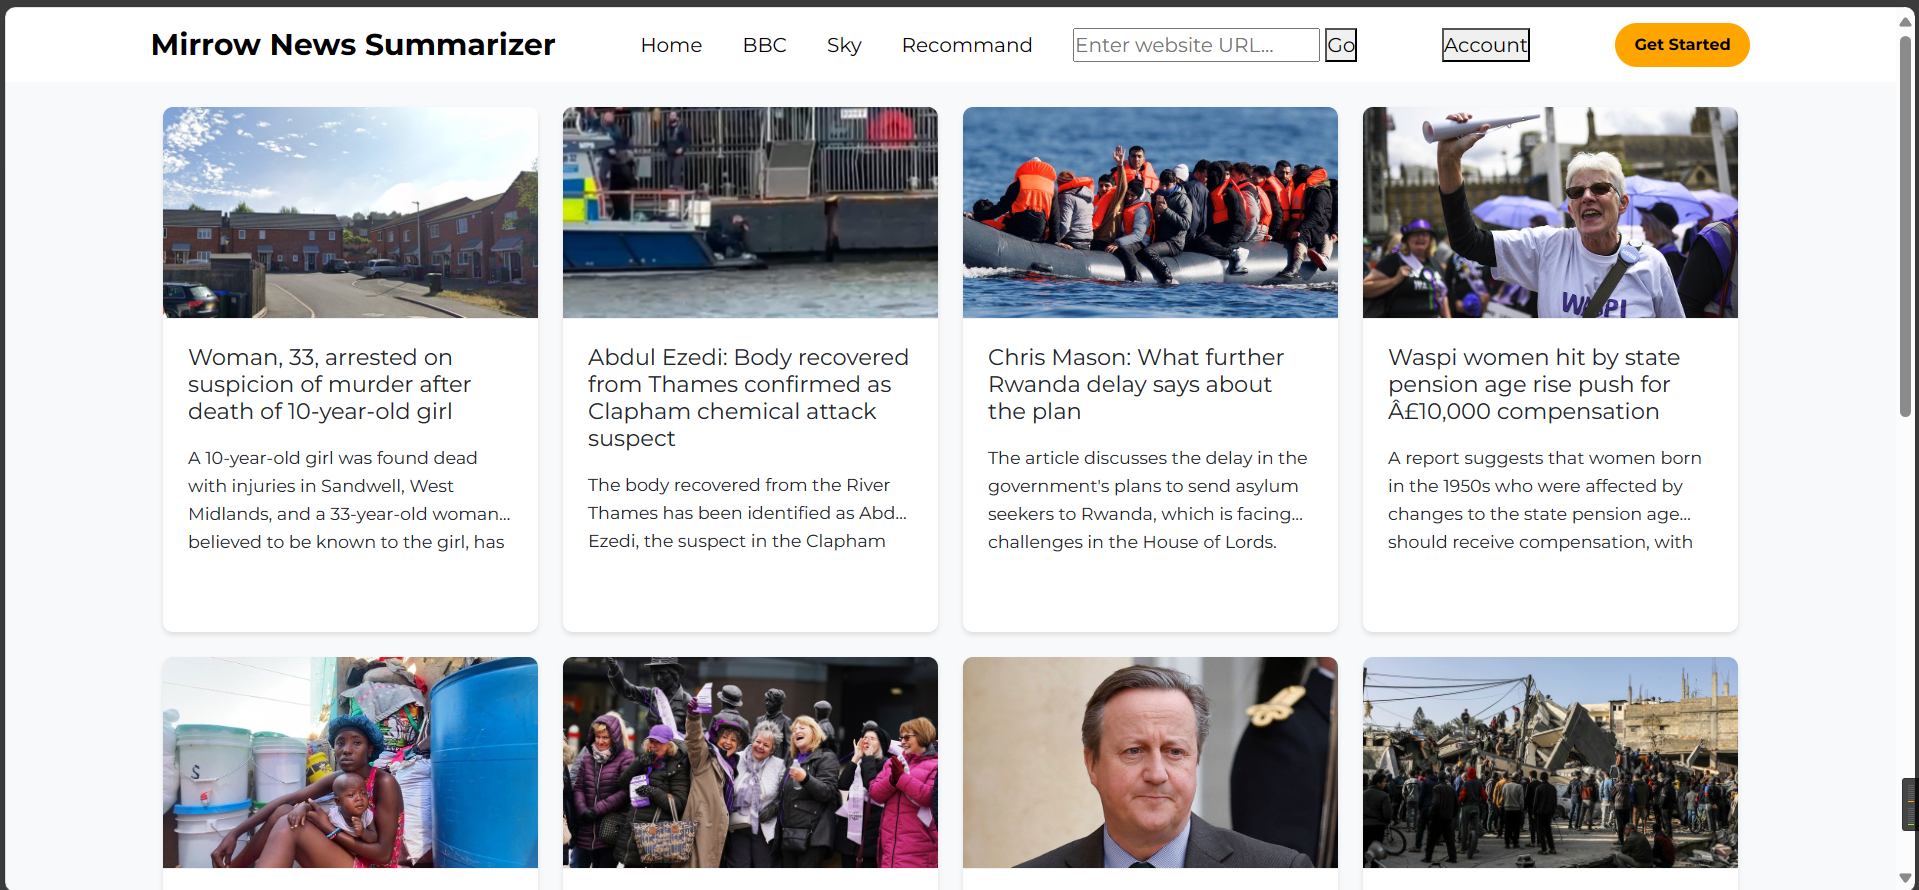 Mirrow News Summarizer
Home BBC Sky Recommand Enter website URL... Go Account Get Started
Woman, 33, arrested on
suspicion of murder after
death of 10-year-old girl
A 10-year-old girl was found dead
with injuries in Sandwell, West
Midlands, and a 33-year-old woman...
believed to be known to the girl, has
Abdul Ezedi: Body recovered
from Thames confirmed as
Clapham chemical attack
suspect
The body recovered from the River
Thames has been identified as Abd...
Ezedi, the suspect in the Clapham
Chris Mason: What further
Rwanda delay says about
the plan
The article discusses the delay in the
government's plans to send asylum
seekers to Rwanda, which is facing...
challenges in the House of Lords.
WASPI
Waspi women hit by state
pension age rise push for
Â£10,000 compensation
A report suggests that women born
in the 1950s who were affected by
changes to the state pension age...
should receive compensation, with